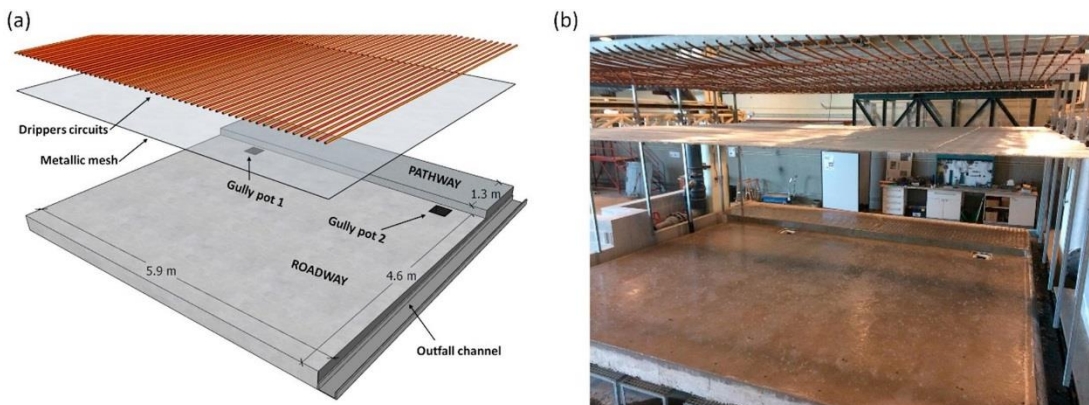 (a)
(b)
Drippers circuits
Metallic mesh
Gully pot 1
PATHWAY
1.3 m
Gully pot 2
5.9 m
ROADWAY
4.6 m
Outfall channel